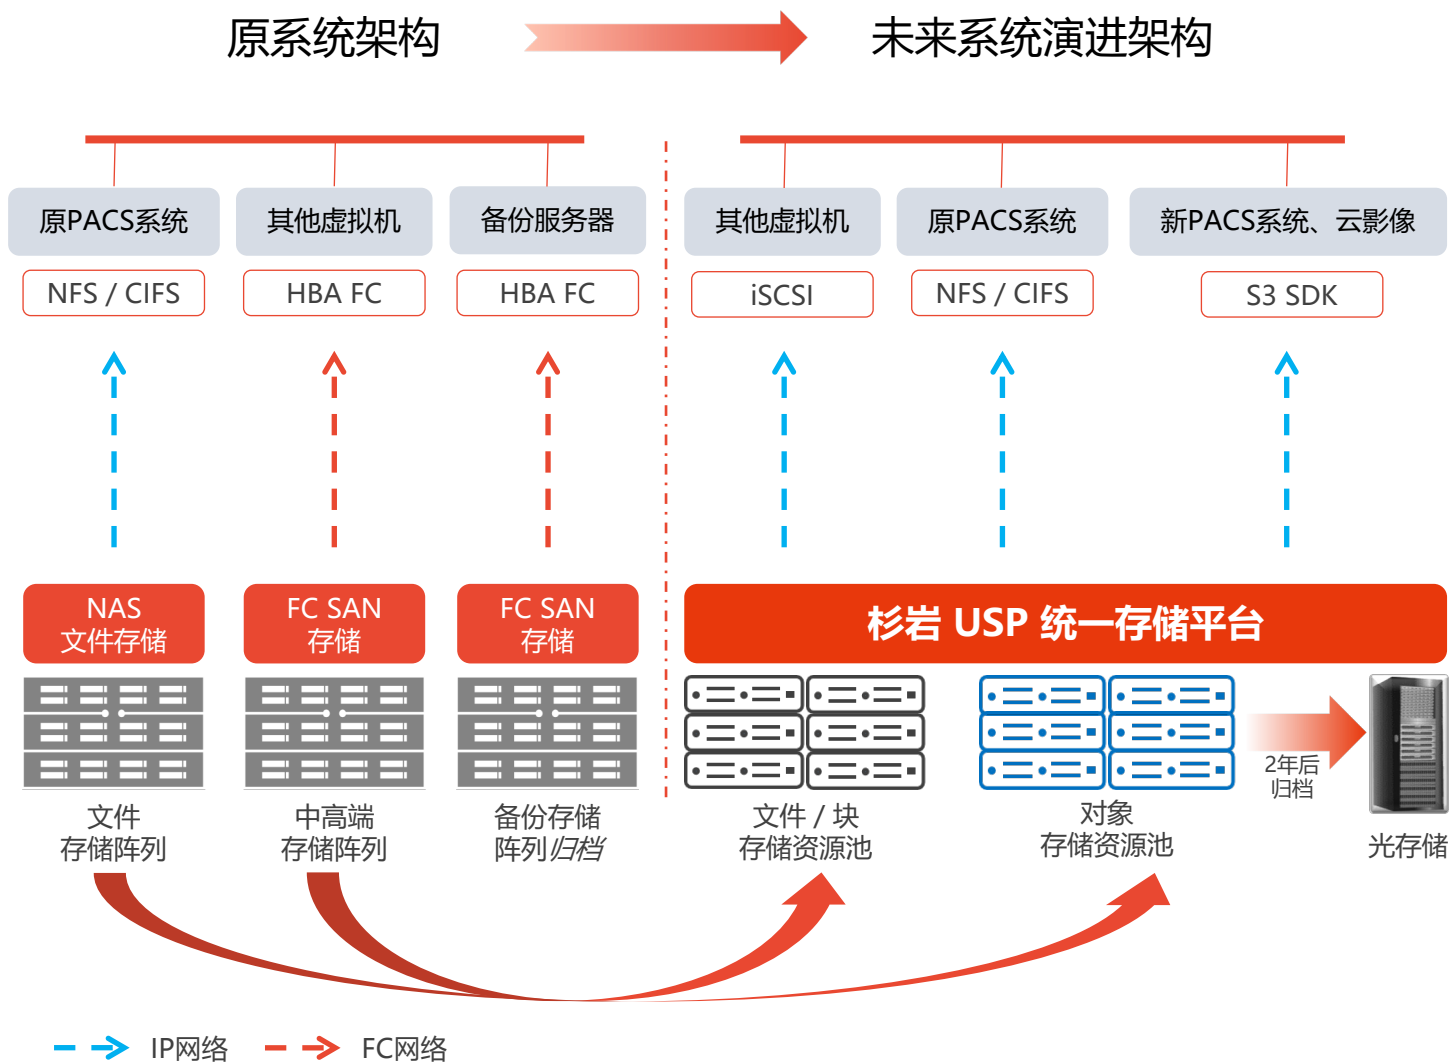 原系统架构
未来系统演进架构
原PACS系统
其他虚拟机
备份服务器
其他虚拟机
原PACS系统
新PACS系统、云影像
NFS / CIFS
HBA FC
HBA FC
iSCSI
NFS / CIFS
S3 SDK
NAS
文件存储
FC SAN
存储
FC SAN
存储
杉岩 USP 统一存储平台
2年后
归档
文件
存储阵列
中高端
存储阵列
备份存储
阵列/归档
文件 / 块
存储资源池
对象
存储资源池
光存储
IP网络
FC网络